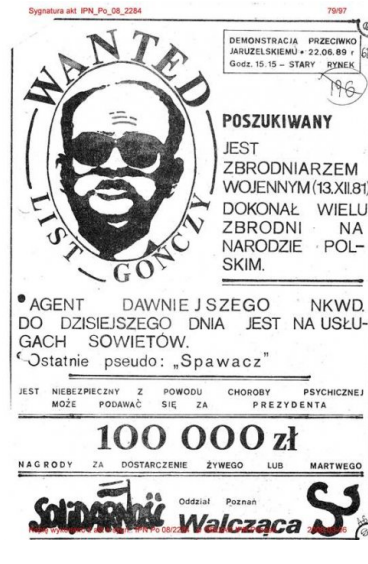 Sygnatura akt IPN_Po_08_2284 79/97
DEMONSTRACJA PRZECIWKO
JARUZELSKIEMU • 22.06.89 r
Godz. 15.15 – STARY RYNEK
196
WANTED
LIST GOŃCZY
POSZUKIWANY
JEST
ZBRODNIARZEM
WOJENNYM (13.XII.81)
DOKONAŁ WIELU
ZBRODNI NA
NARODZIE POL-
SKIM.
AGENT DAWNIEJSZEGO NKWD.
DO DZISIEJSZEGO DNIA JEST NA USŁU-
GACH SOWIETÓW.
Ostatnie pseudo: „Spawacz”
JEST NIEBEZPIECZNY Z POWODU CHOROBY PSYCHICZNEJ
MOŻE PODAWAĆ SIĘ ZA PREZYDENTA
100 000 zł
NAGRODY ZA DOSTARCZENIE ŻYWEGO LUB MARTWEGO
SOLIDARNOŚĆ Oddział Poznań
Walcząca